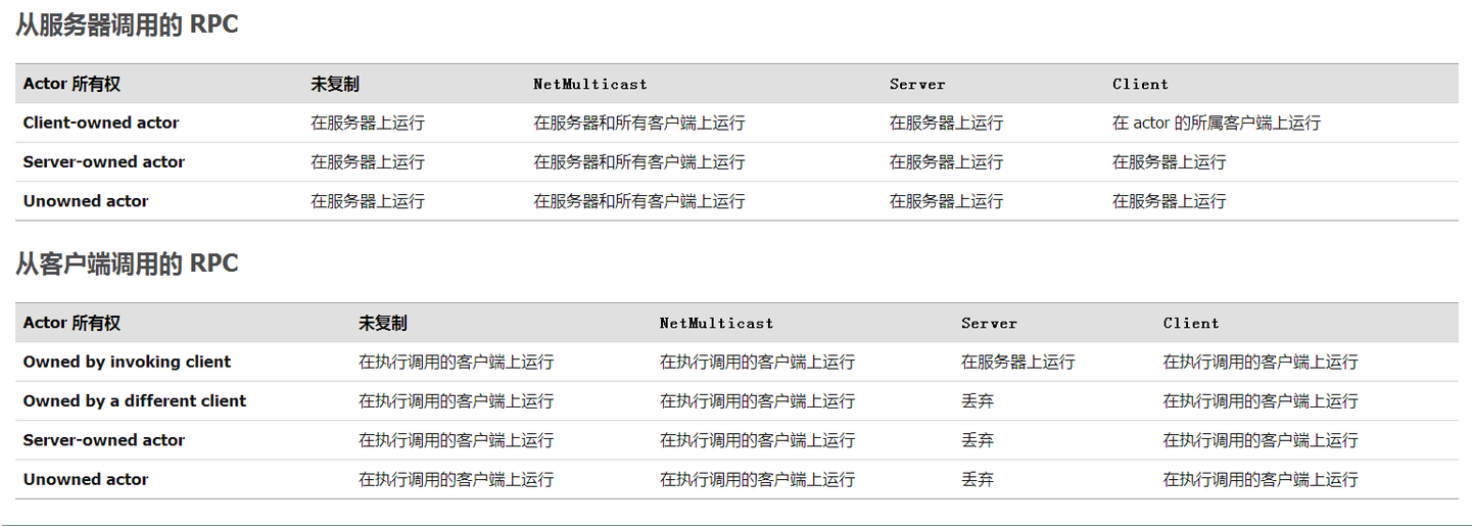 从服务器调用的 RPC
Actor 所有权 未复制 NetMulticast Server Client
Client-owned actor 在服务器上运行 在服务器和所有客户端上运行 在服务器上运行 在 actor 的所属客户端上运行
Server-owned actor 在服务器上运行 在服务器和所有客户端上运行 在服务器上运行 在服务器上运行
Unowned actor 在服务器上运行 在服务器和所有客户端上运行 在服务器上运行 在服务器上运行
从客户端调用的 RPC
Actor 所有权 未复制 NetMulticast Server Client
Owned by invoking client 在执行调用的客户端上运行 在执行调用的客户端上运行 在服务器上运行 在执行调用的客户端上运行
Owned by a different client 在执行调用的客户端上运行 在执行调用的客户端上运行 丢弃 在执行调用的客户端上运行
Server-owned actor 在执行调用的客户端上运行 在执行调用的客户端上运行 丢弃 在执行调用的客户端上运行
Unowned actor 在执行调用的客户端上运行 在执行调用的客户端上运行 丢弃 在执行调用的客户端上运行